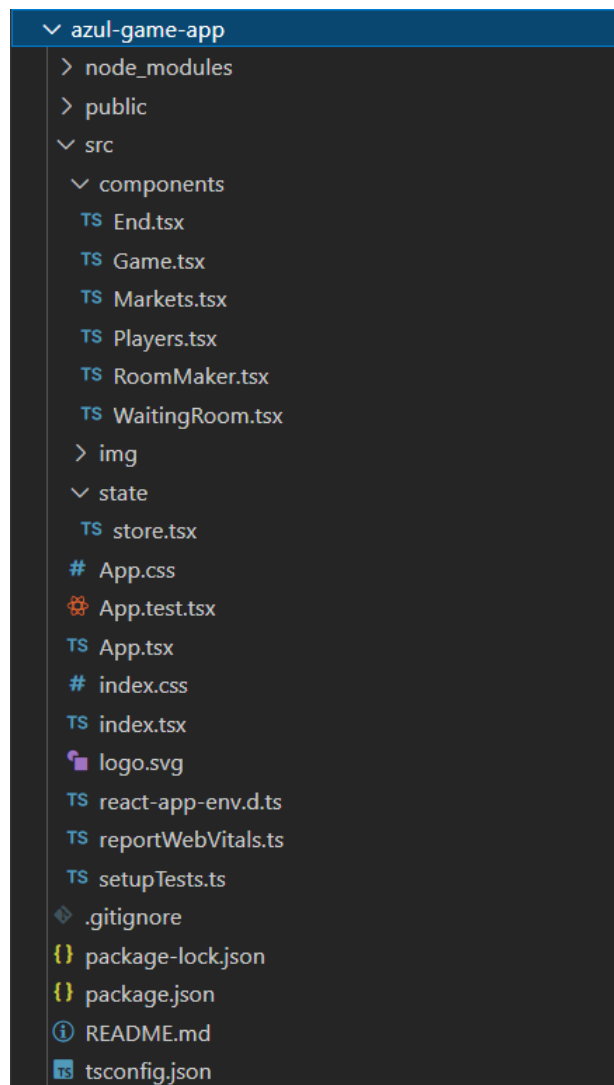 azul-game-app
node_modules
public
src
components
TS End.tsx
TS Game.tsx
TS Markets.tsx
TS Players.tsx
TS RoomMaker.tsx
TS WaitingRoom.tsx
img
state
TS store.tsx
# App.css
App.test.tsx
TS App.tsx
# index.css
TS index.tsx
logo.svg
TS react-app-env.d.ts
TS reportWebVitals.ts
TS setupTests.ts
.gitignore
{} package-lock.json
{} package.json
README.md
TS tsconfig.json